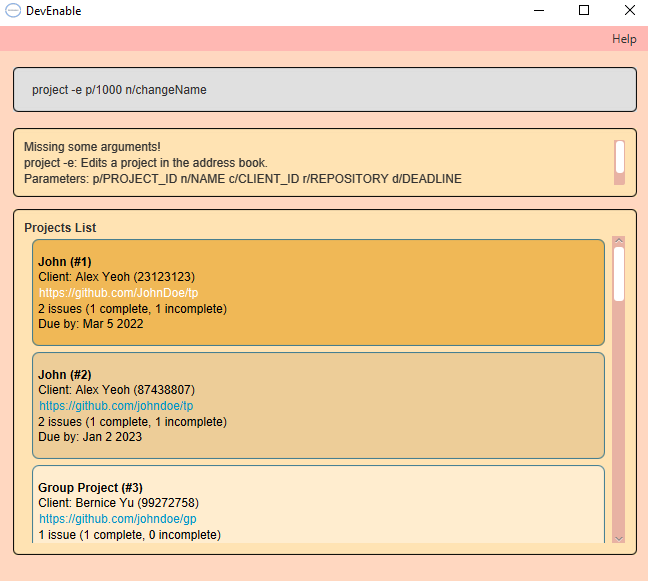 DevEnable
Help
project -e p/1000 n/changeName
Missing some arguments!
project -e: Edits a project in the address book.
Parameters: p/PROJECT_ID n/NAME c/CLIENT_ID r/REPOSITORY d/DEADLINE
Projects List
John (#1)
Client: Alex Yeoh (23123123)
https://github.com/JohnDoe/tp
2 issues (1 complete, 1 incomplete)
Due by: Mar 5 2022
John (#2)
Client: Alex Yeoh (87438807)
https://github.com/johndoe/tp
2 issues (1 complete, 1 incomplete)
Due by: Jan 2 2023
Group Project (#3)
Client: Bernice Yu (99272758)
https://github.com/johndoe/gp
1 issue (1 complete, 0 incomplete)